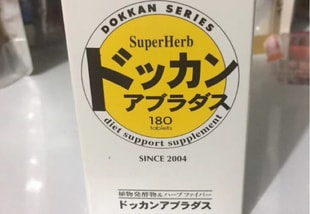 DOKKAN SERIES
SuperHerb
ドッカン
アブラダス
180
tablets
diet support supplement
SINCE 2004
植物発酵物&ハーブファイバー
ドッカンアブラダス